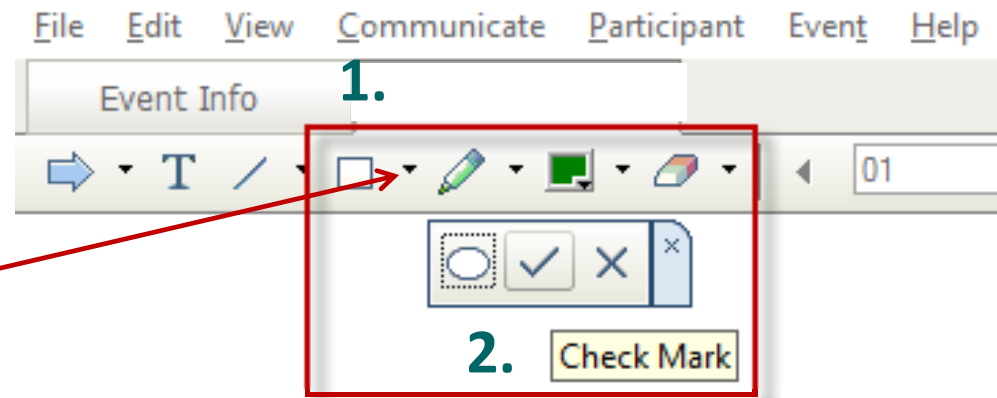 File Edit View Communicate Participant Event Help
Event Info 1.
T 01
2. Check Mark